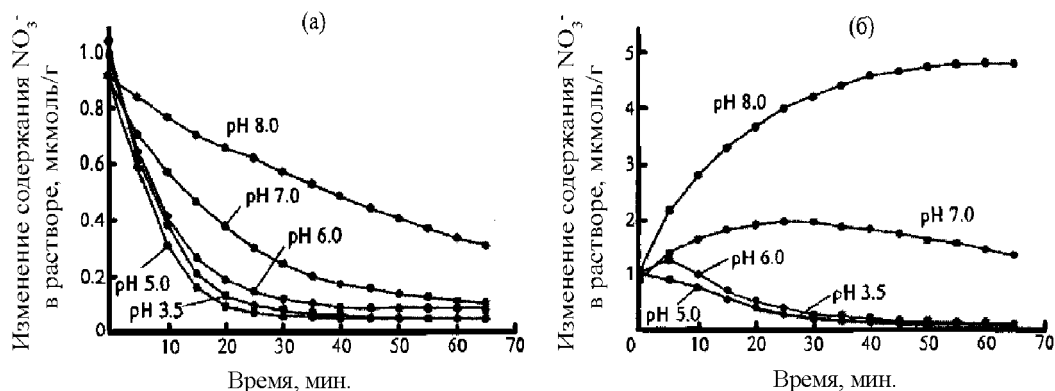 (a)
Изменение содержания NO₃⁻
в растворе, мкмоль/г
1.0
0.8
0.6
0.4
0.2
0
pH 8.0
pH 7.0
pH 6.0
pH 5.0
pH 3.5
10 20 30 40 50 60 70
Время, мин.
(б)
Изменение содержания NO₃⁻
в растворе, мкмоль/г
5
4
3
2
1
0
pH 8.0
pH 7.0
pH 6.0
pH 3.5
pH 5.0
0 10 20 30 40 50 60 70
Время, мин.